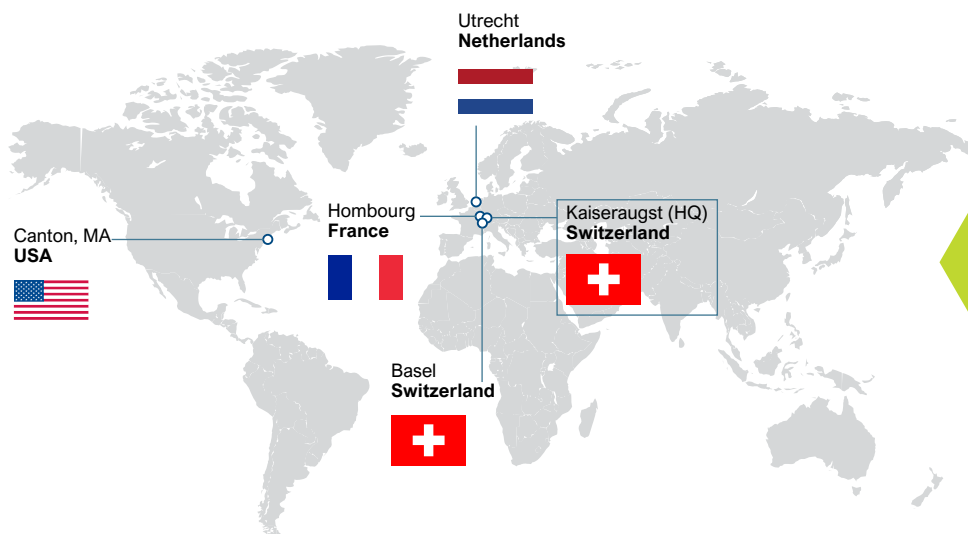 Utrecht
Netherlands
Hombourg
France
Kaiseraugst (HQ)
Switzerland
Canton, MA
USA
Basel
Switzerland